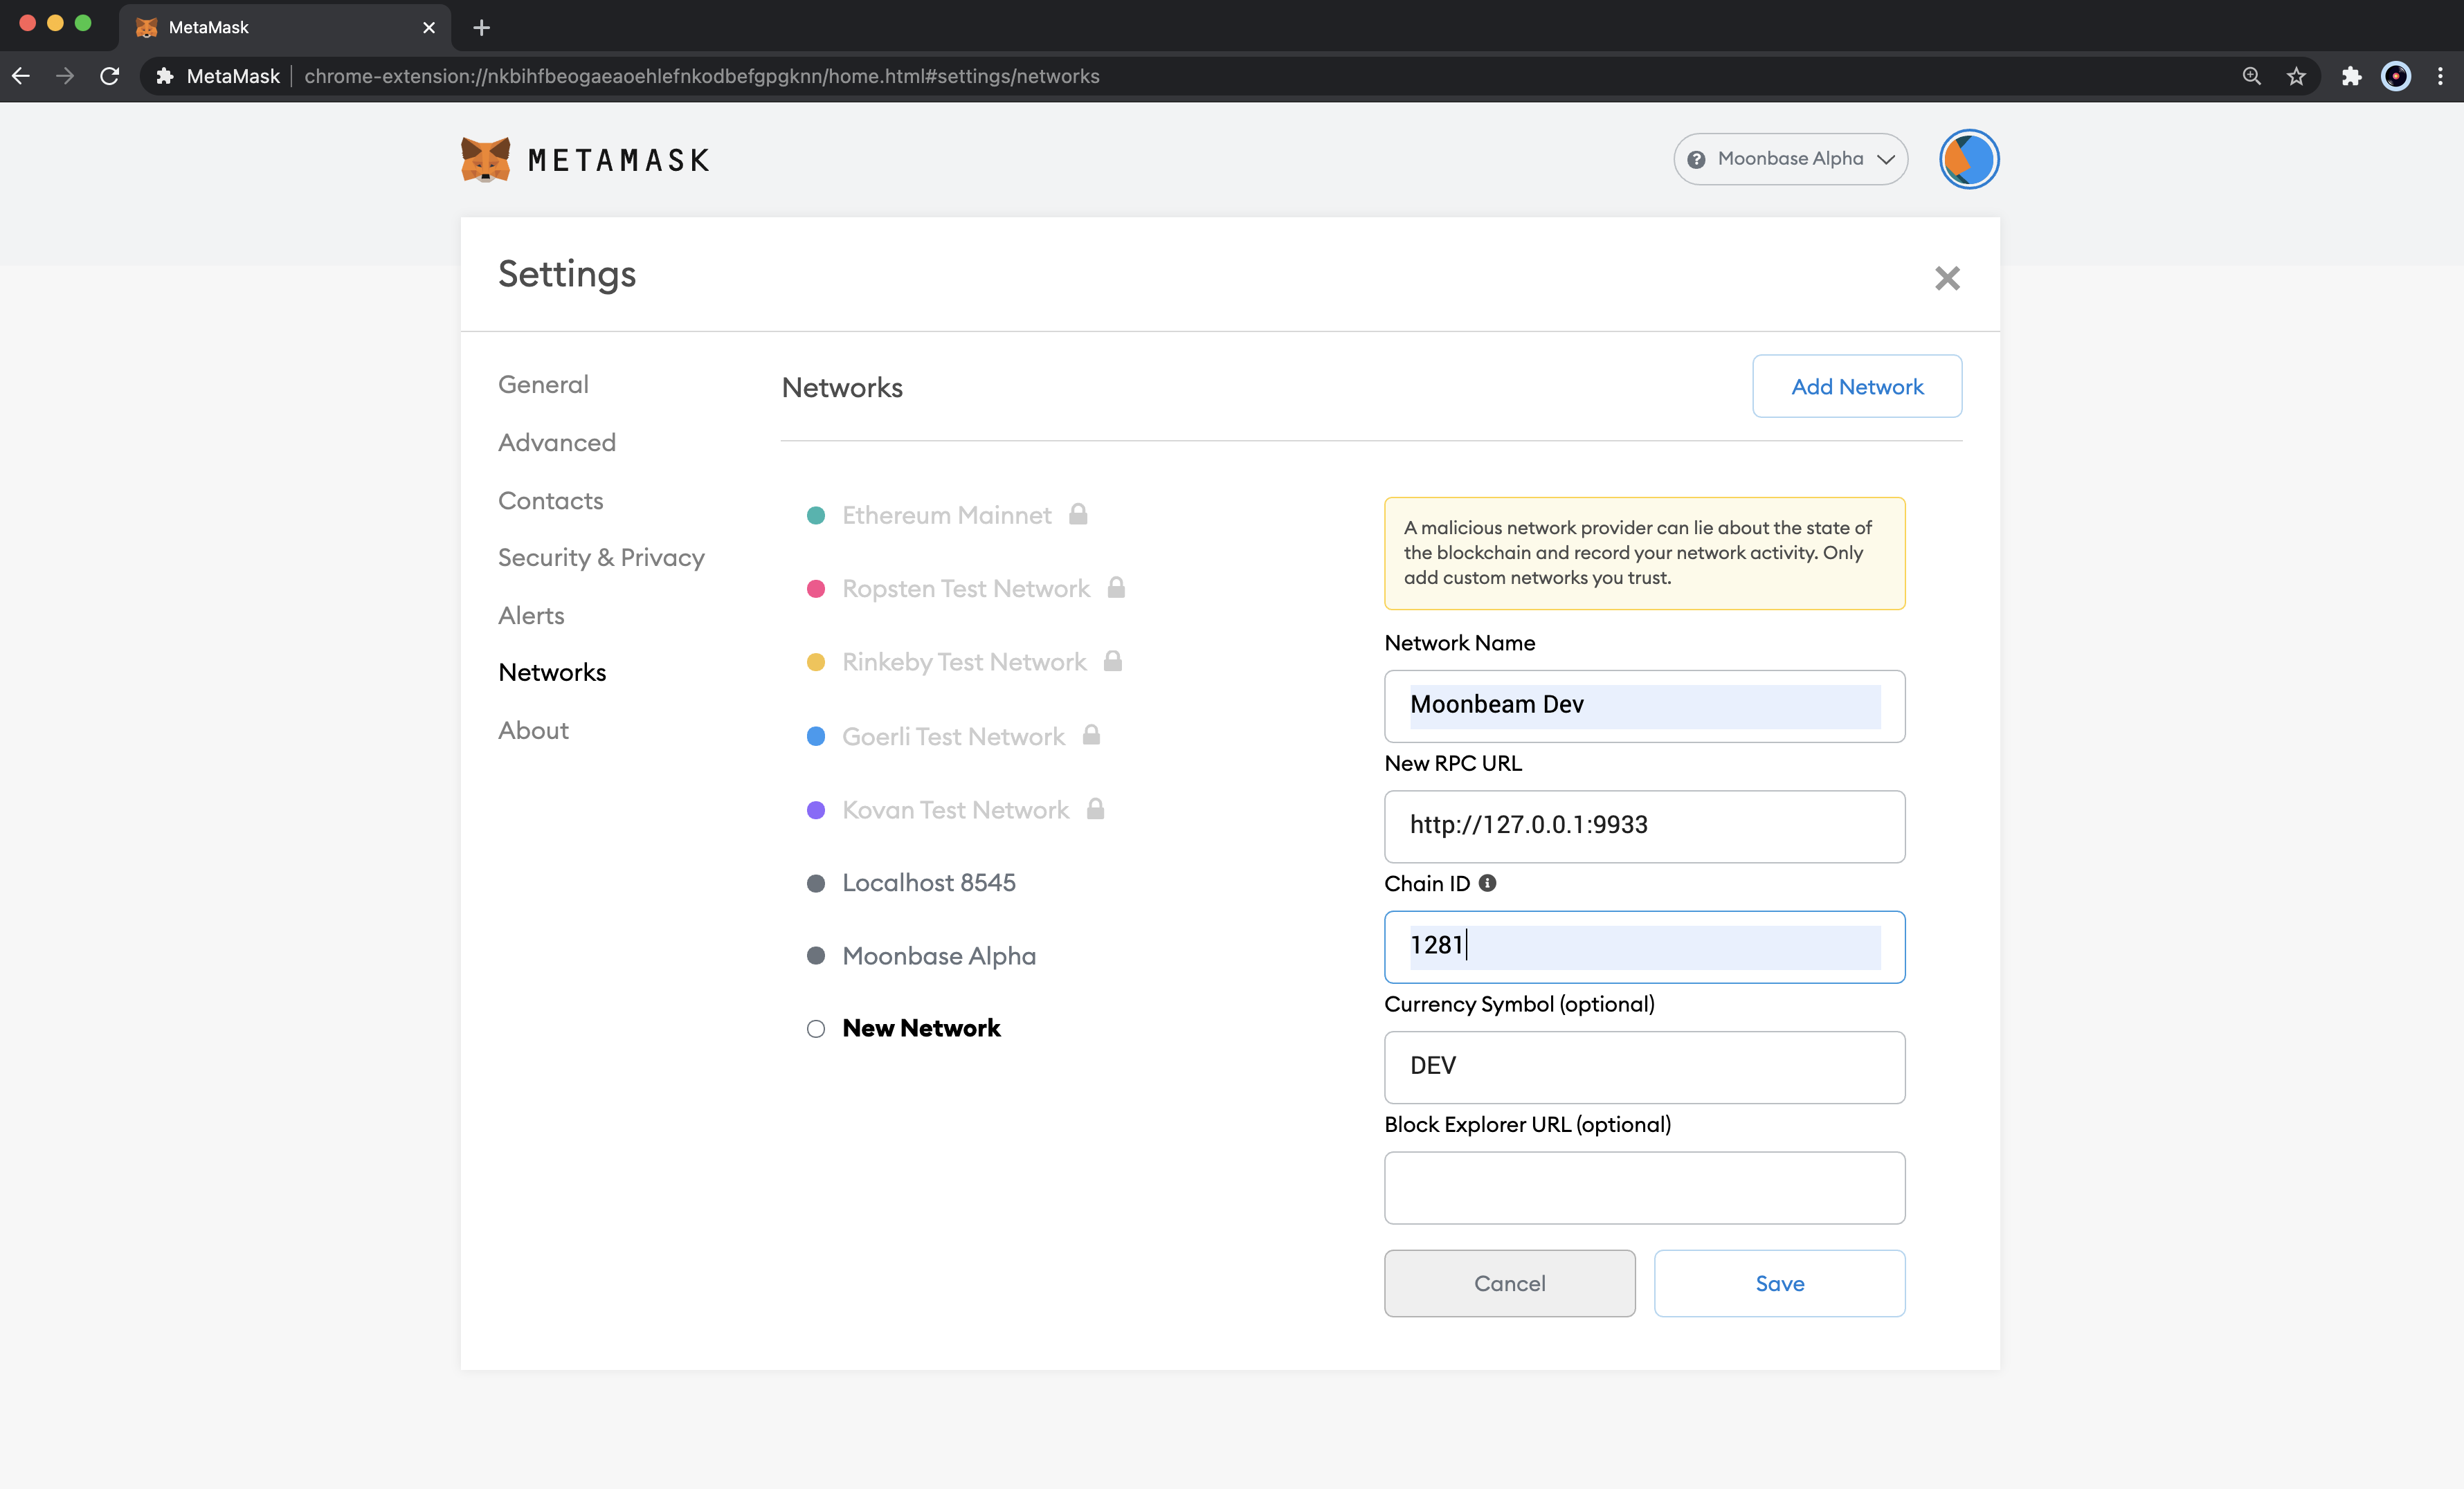 MetaMask
MetaMask | chrome-extension://nkbihfbeogaeaoehlefnkodbefgpgknn/home.html#settings/networks
METAMASK
Moonbase Alpha
Settings
General
Advanced
Contacts
Security & Privacy
Alerts
Networks
About
Networks
Add Network
Ethereum Mainnet
Ropsten Test Network
Rinkeby Test Network
Goerli Test Network
Kovan Test Network
Localhost 8545
Moonbase Alpha
New Network
A malicious network provider can lie about the state of
the blockchain and record your network activity. Only
add custom networks you trust.
Network Name
Moonbeam Dev
New RPC URL
http://127.0.0.1:9933
Chain ID
1281
Currency Symbol (optional)
DEV
Block Explorer URL (optional)
Cancel
Save